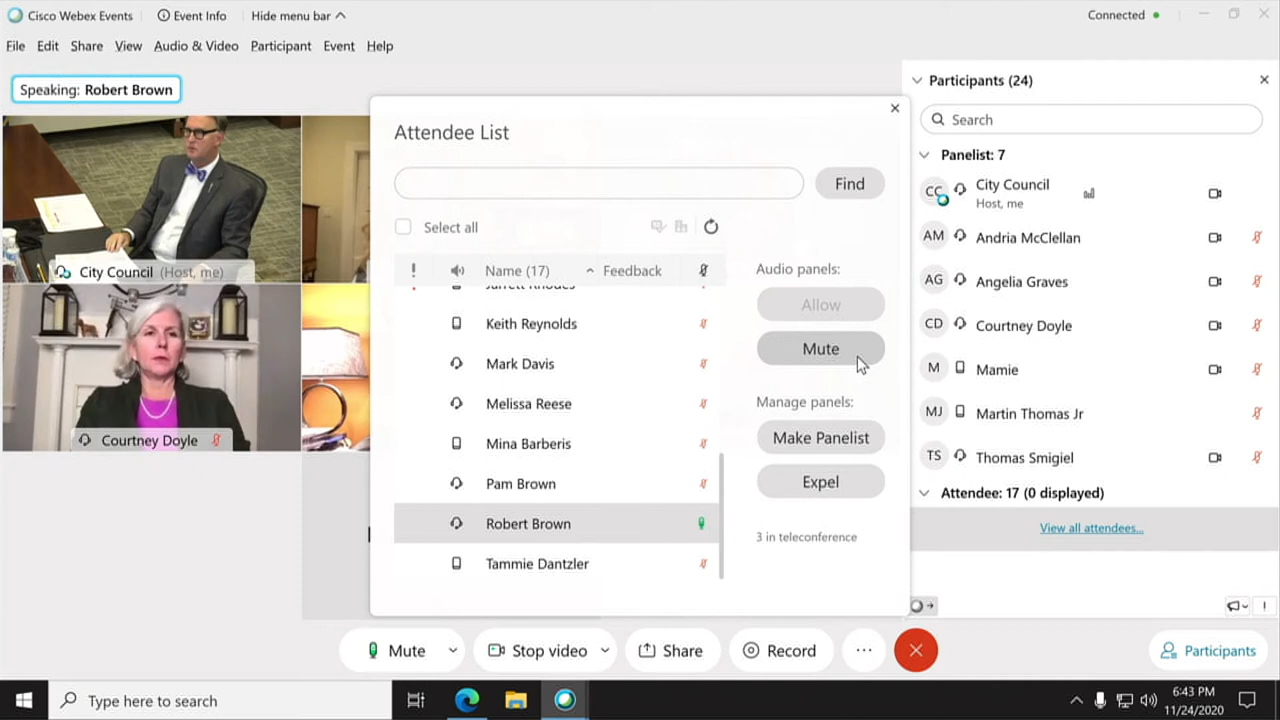 Cisco Webex Events
Event Info
Hide menu bar
Connected
File Edit Share View Audio & Video Participant Event Help
Speaking: Robert Brown
City Council (Host, me)
Courtney Doyle
Attendee List
Find
Select all
Name (17) Feedback
Jarrett Rhodes
Keith Reynolds
Mark Davis
Melissa Reese
Mina Barberis
Pam Brown
Robert Brown
Tammie Dantzler
Audio panels:
Allow
Mute
Manage panels:
Make Panelist
Expel
3 in teleconference
Participants (24)
Search
Panelist: 7
CC City Council
Host, me
AM Andria McClellan
AG Angelia Graves
CD Courtney Doyle
M Mamie
MJ Martin Thomas Jr
TS Thomas Smigiel
Attendee: 17 (0 displayed)
View all attendees...
Mute
Stop video
Share
Record
Participants
Type here to search
6:43 PM
11/24/2020